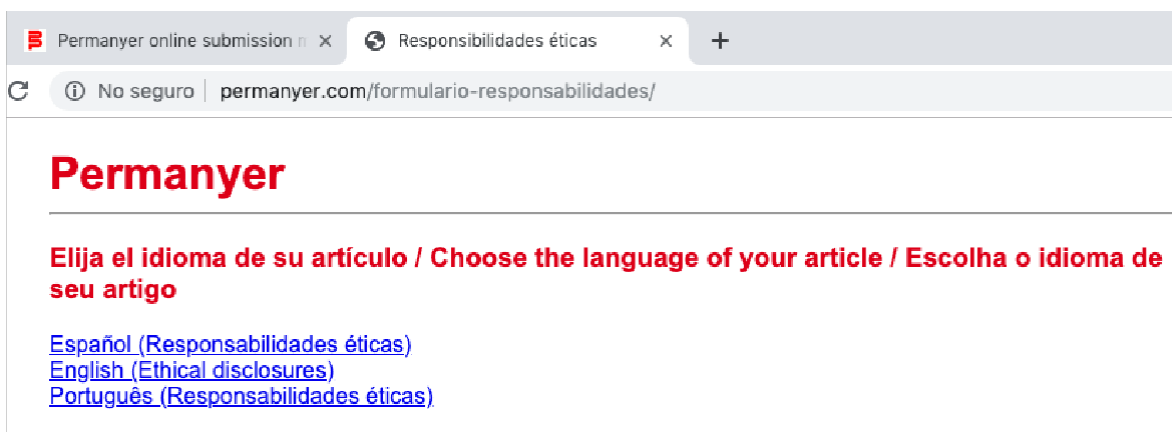 Permanyer online submission m
Responsibilidades éticas
No seguro permanyer.com/formulario-responsabilidades/
Permanyer
Elija el idioma de su artículo / Choose the language of your article / Escolha o idioma de
seu artigo
Español (Responsabilidades éticas)
English (Ethical disclosures)
Português (Responsabilidades éticas)